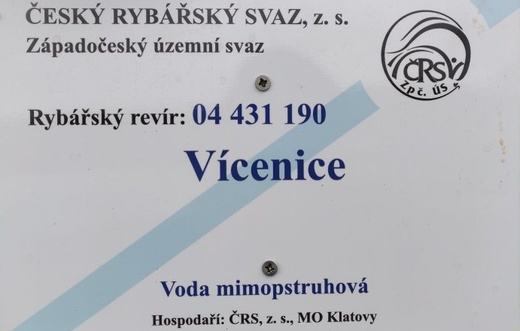 ČESKÝ RYBÁŘSKÝ SVAZ, z. s.
Západočeský územní svaz
ČRS
Zpč. ÚS
Rybářský revír: 04 431 190
Vícenice
Voda mimopstruhová
Hospodaří: ČRS, z. s., MO Klatovy